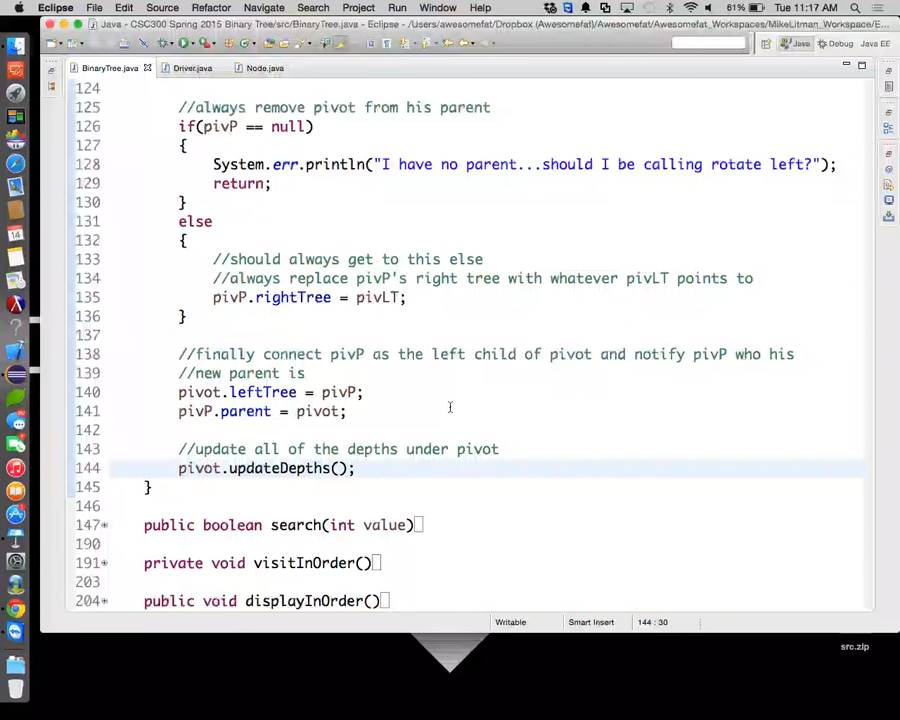 Eclipse File Edit Source Refactor Navigate Search Project Run Window Help 61% Tue 11:17 AM
Java - CSC300 Spring 2015 Binary Tree/src/BinaryTree.java - Eclipse - /Users/awesomefat/Dropbox (Awesomefat)/Awesomefat/Awesomefat_Workspaces/MikeLitman_Workspace/E...
Java Debug Java EE
BinaryTree.java Driver.java Node.java
124
125 //always remove pivot from his parent
126 if(pivP == null)
127 {
128 System.err.println("I have no parent...should I be calling rotate left?");
129 return;
130 }
131 else
132 {
133 //should always get to this else
134 //always replace pivP's right tree with whatever pivLT points to
135 pivP.rightTree = pivLT;
136 }
137
138 //finally connect pivP as the left child of pivot and notify pivP who his
139 //new parent is
140 pivot.leftTree = pivP;
141 pivP.parent = pivot;
142
143 //update all of the depths under pivot
144 pivot.updateDepths();
145 }
146
147 public boolean search(int value)
190
191 private void visitInOrder()
203
204 public void displayInOrder()
Writable Smart Insert 144 : 30
src.zip